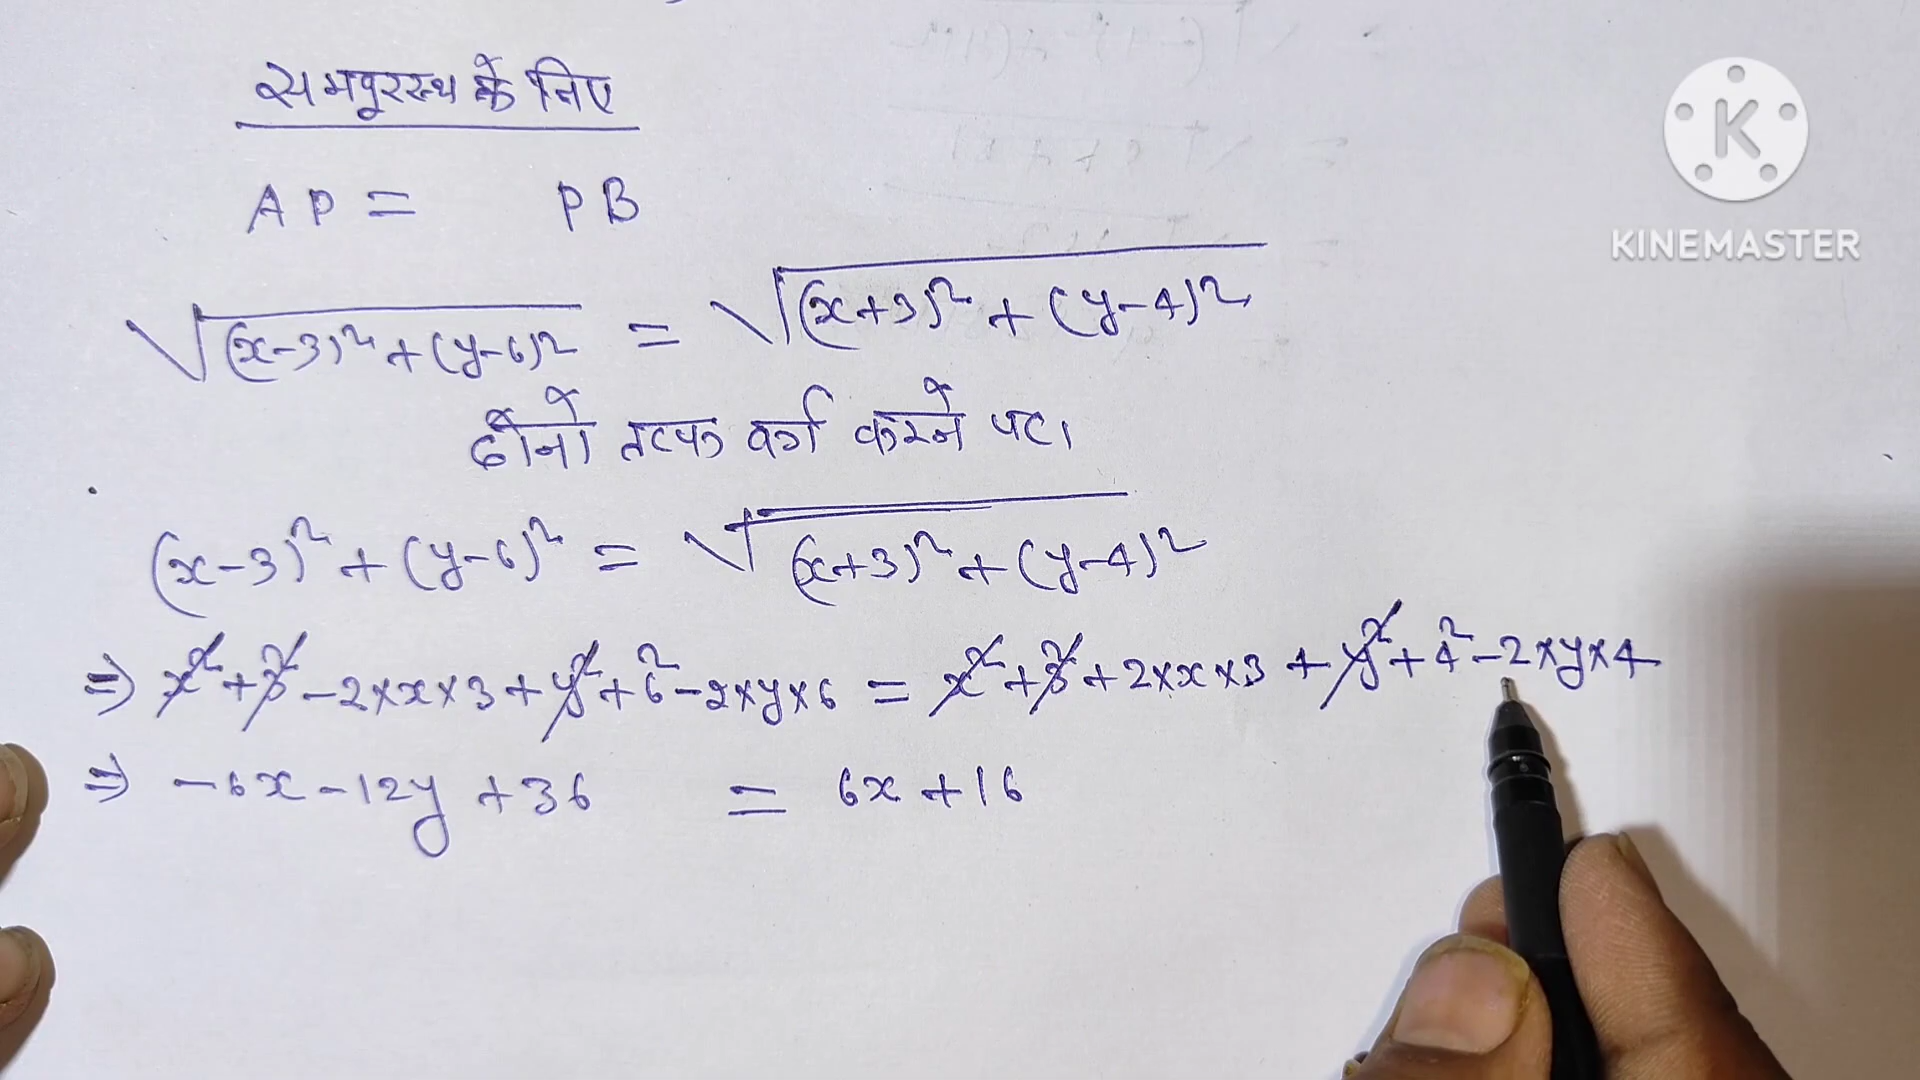 समदूरस्थ के लिए
AP = PB
√(x-3)² + (y-6)² = √(x+3)² + (y-4)²
दोनों तरफ वर्ग करने पर।
(x-3)² + (y-6)² = √(x+3)² + (y-4)²
⇒ x² + 3² - 2×x×3 + y² + 6² - 2×y×6 = x² + 3² + 2×x×3 + y² + 4² - 2×y×4
⇒ -6x - 12y + 36 = 6x + 16
K
KINEMASTER